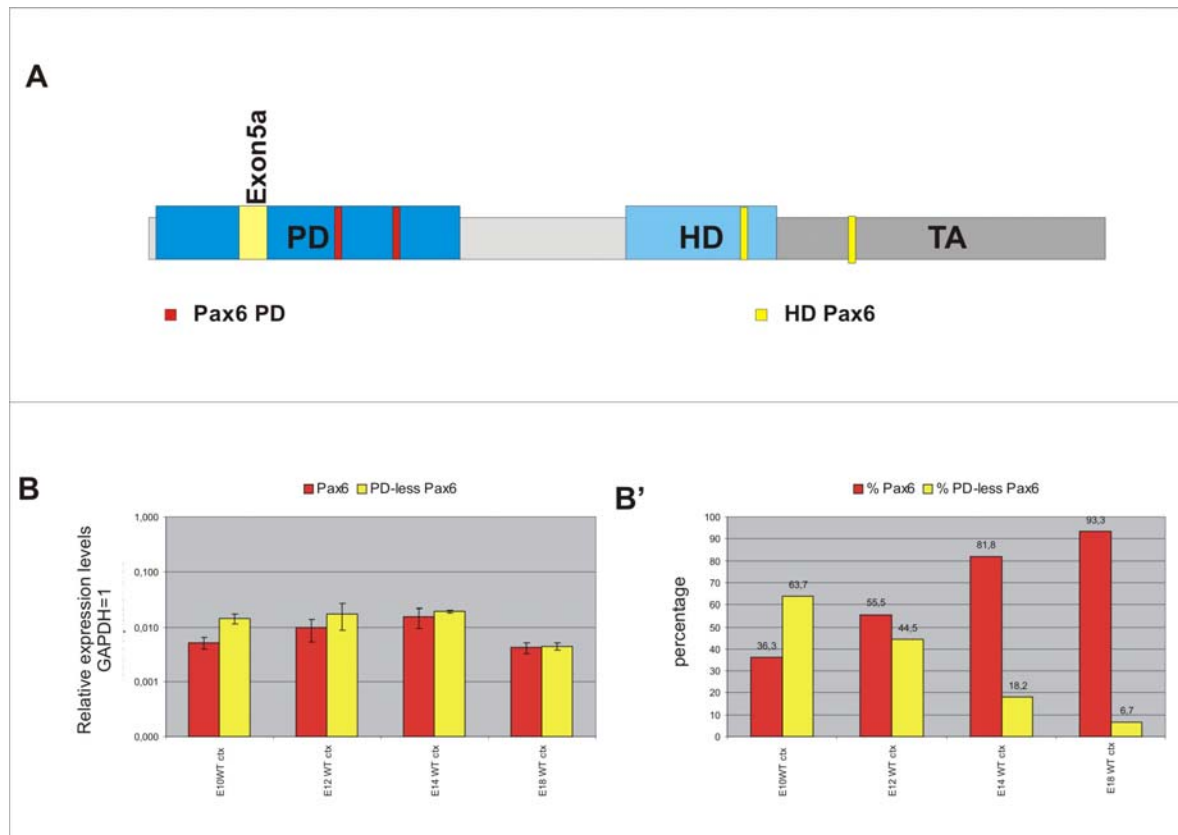 A
Exon5a
PD
HD
TA
Pax6 PD
HD Pax6
B
Pax6
PD-less Pax6
Relative expression levels
GAPDH=1
1,000
0,100
0,010
0,001
0,000
E10WT ctx
E12 WT ctx
E14 WT ctx
E18 WT ctx
B'
% Pax6
% PD-less Pax6
percentage
100
90
80
70
60
50
40
30
20
10
0
36,3
63,7
55,5
44,5
81,8
18,2
93,3
6,7
E10WT ctx
E12 WT ctx
E14 WT ctx
E18 WT ctx